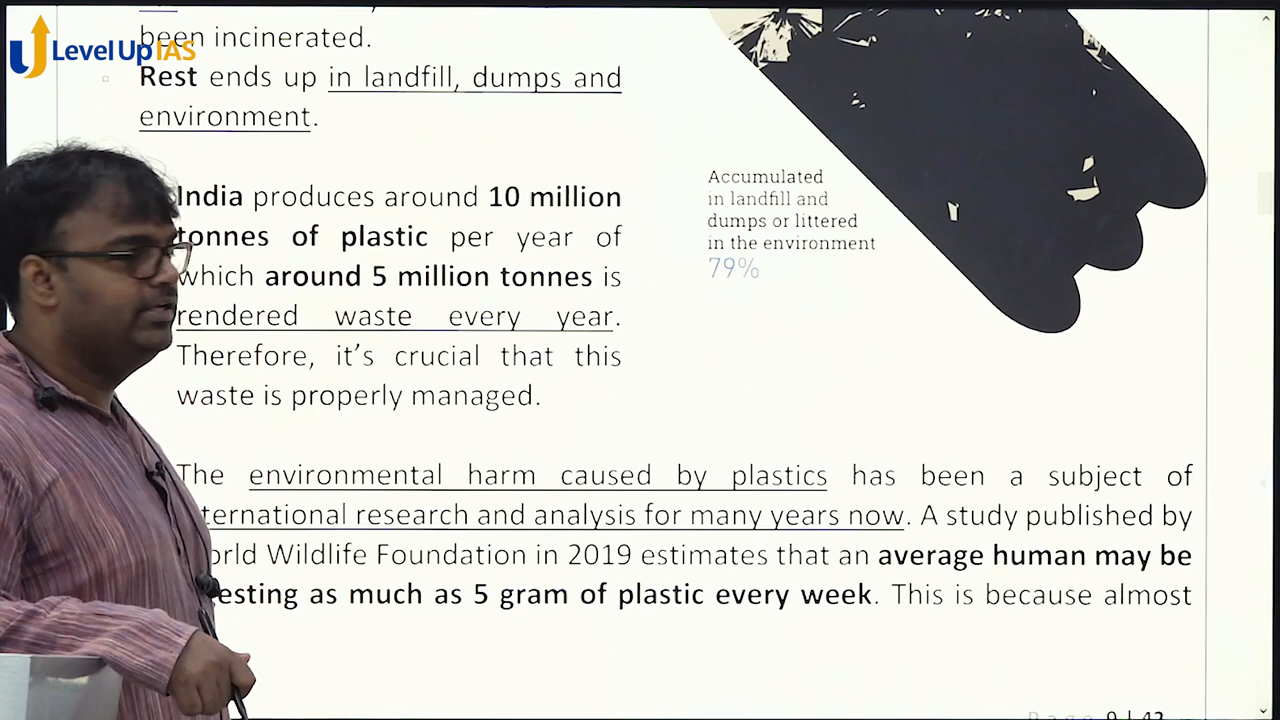 Level Up IAS
been incinerated.
Rest ends up in landfill, dumps and
environment.
India produces around 10 million
tonnes of plastic per year of
which around 5 million tonnes is
rendered waste every year.
Therefore, it's crucial that this
waste is properly managed.
Accumulated
in landfill and
dumps or littered
in the environment
79%
The environmental harm caused by plastics has been a subject of
ternational research and analysis for many years now. A study published by
orld Wildlife Foundation in 2019 estimates that an average human may be
esting as much as 5 gram of plastic every week. This is because almost